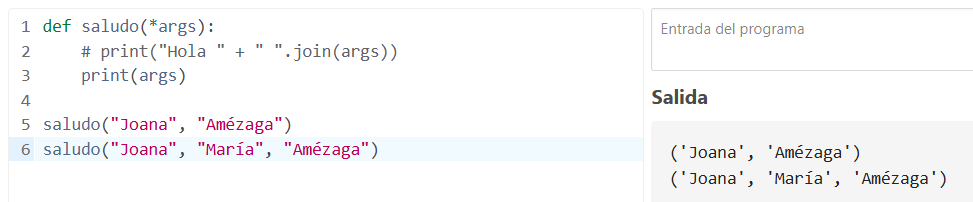 1 def saludo(*args):
2     # print("Hola " + " ".join(args))
3     print(args)
4
5 saludo("Joana", "Amézaga")
6 saludo("Joana", "María", "Amézaga")
Entrada del programa
Salida
('Joana', 'Amézaga')
('Joana', 'María', 'Amézaga')